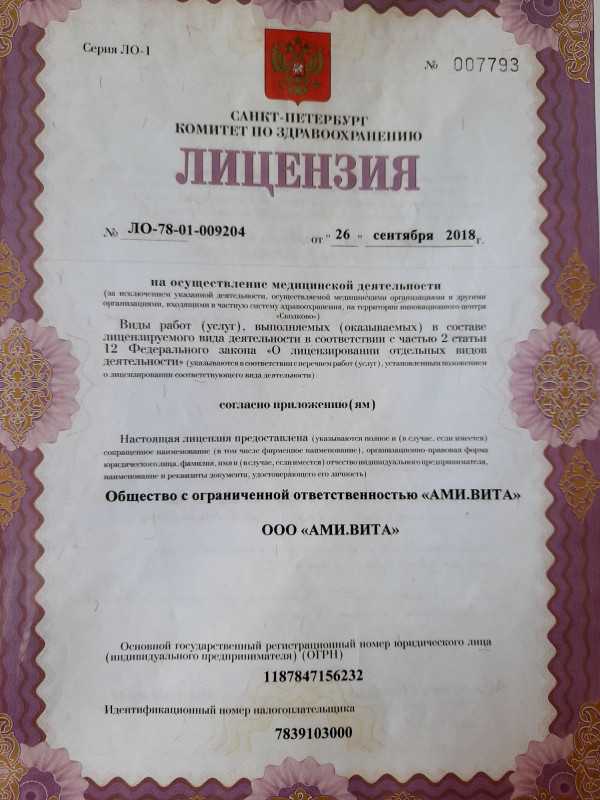 Серия ЛО-1
№ 007793
САНКТ-ПЕТЕРБУРГ
КОМИТЕТ ПО ЗДРАВООХРАНЕНИЮ
ЛИЦЕНЗИЯ
№ ЛО-78-01-009204 от " 26 " сентября 2018 г.
на осуществление медицинской деятельности
(за исключением указанной деятельности, осуществляемой медицинскими организациями и другими
организациями, входящими в частную систему здравоохранения, на территории инновационного центра
«Сколково»)
Виды работ (услуг), выполняемых (оказываемых) в составе
лицензируемого вида деятельности в соответствии с частью 2 статьи
12 Федерального закона «О лицензировании отдельных видов
деятельности» (указываются в соответствии с перечнем работ (услуг), установленным положением
о лицензировании соответствующего вида деятельности)
согласно приложению(ям)
Настоящая лицензия предоставлена (указываются полное и (в случае, если имеется)
сокращенное наименование (в том числе фирменное наименование), организационно-правовая форма
юридического лица, фамилия, имя и (в случае, если имеется) отчество индивидуального предпринимателя,
наименование и реквизиты документа, удостоверяющего его личность)
Общество с ограниченной ответственностью «АМИ.ВИТА»
ООО «АМИ.ВИТА»
Основной государственный регистрационный номер юридического лица
(индивидуального предпринимателя) (ОГРН)
1187847156232
Идентификационный номер налогоплательщика
7839103000